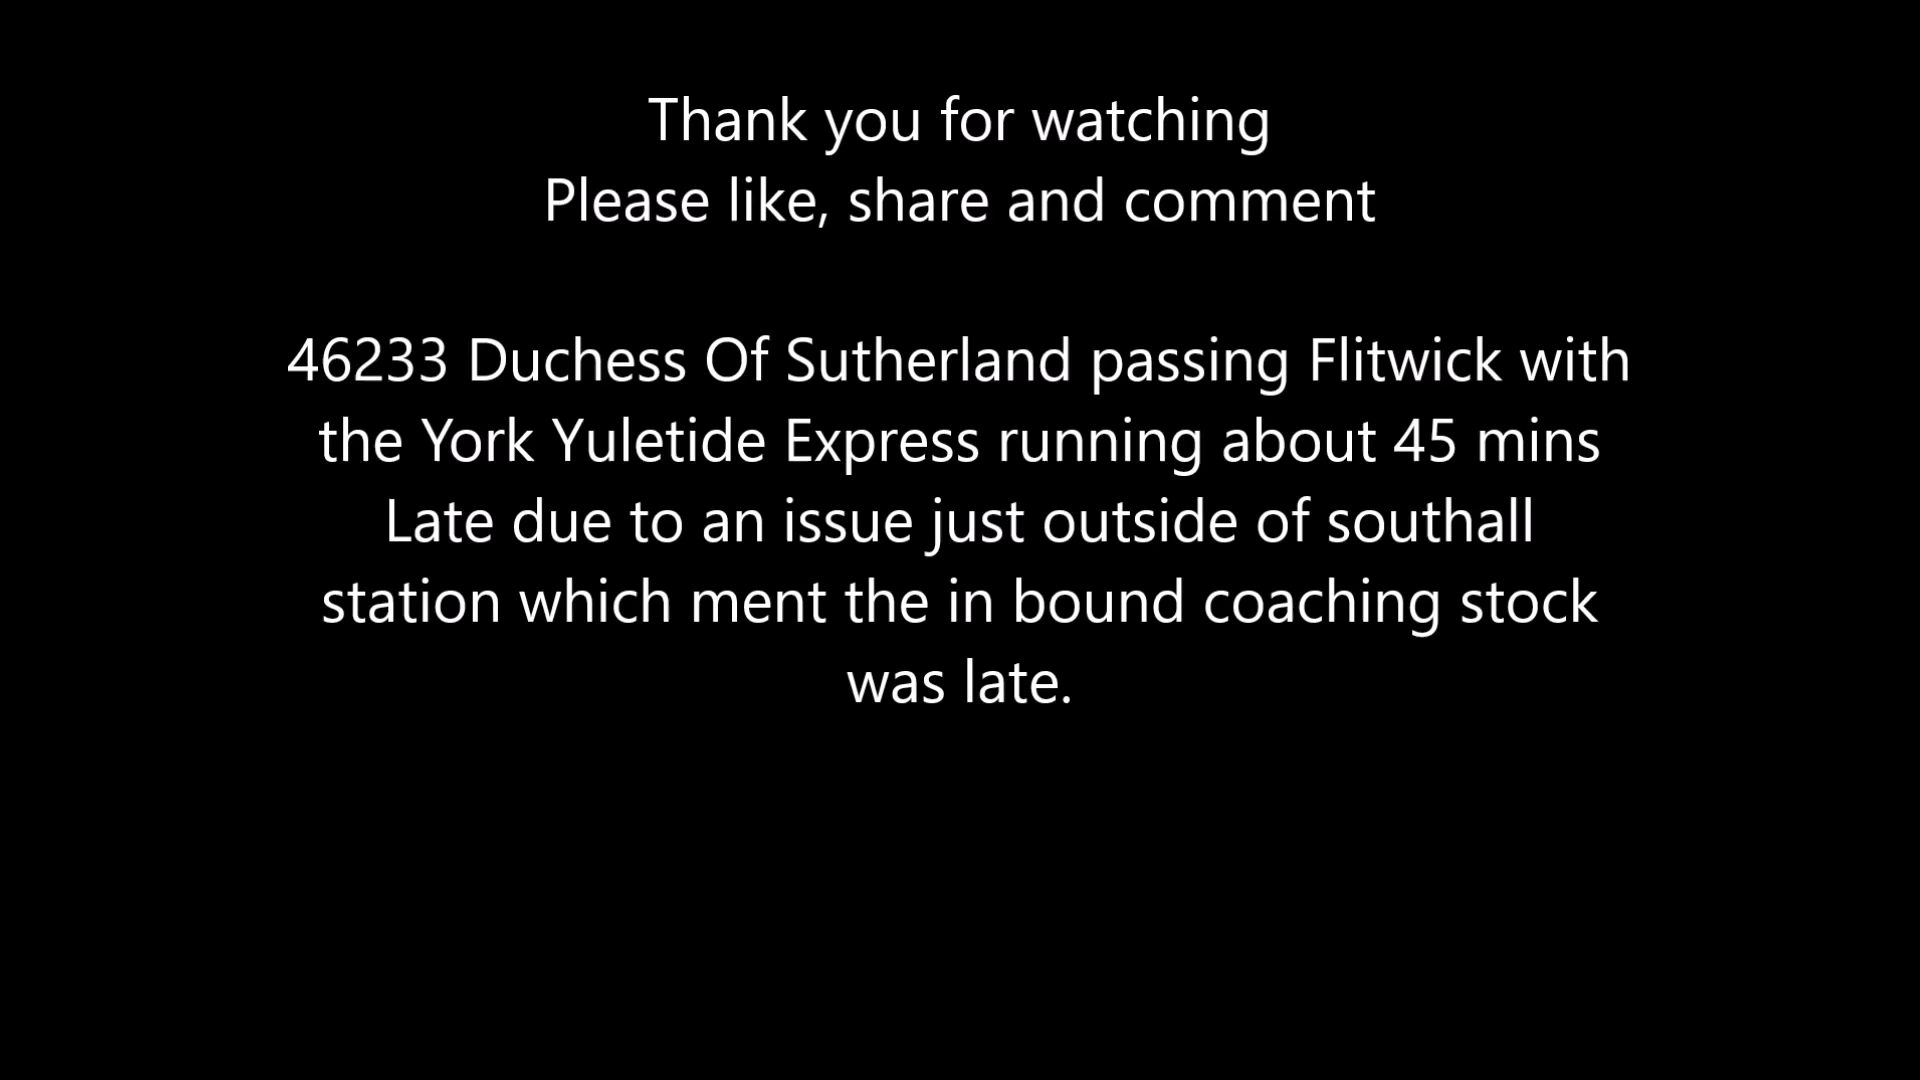 Thank you for watching
Please like, share and comment
46233 Duchess Of Sutherland passing Flitwick with
the York Yuletide Express running about 45 mins
Late due to an issue just outside of southall
station which ment the in bound coaching stock
was late.